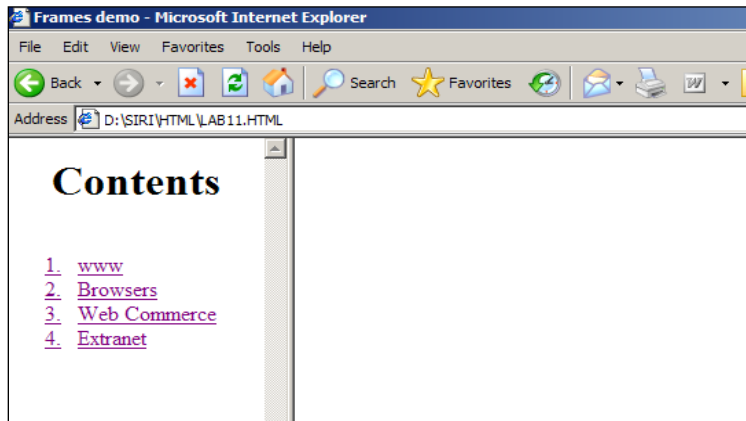 Frames demo - Microsoft Internet Explorer
File Edit View Favorites Tools Help
Back Search Favorites
Address D:\SIRI\HTML\LAB11.HTML
Contents
1. www
2. Browsers
3. Web Commerce
4. Extranet